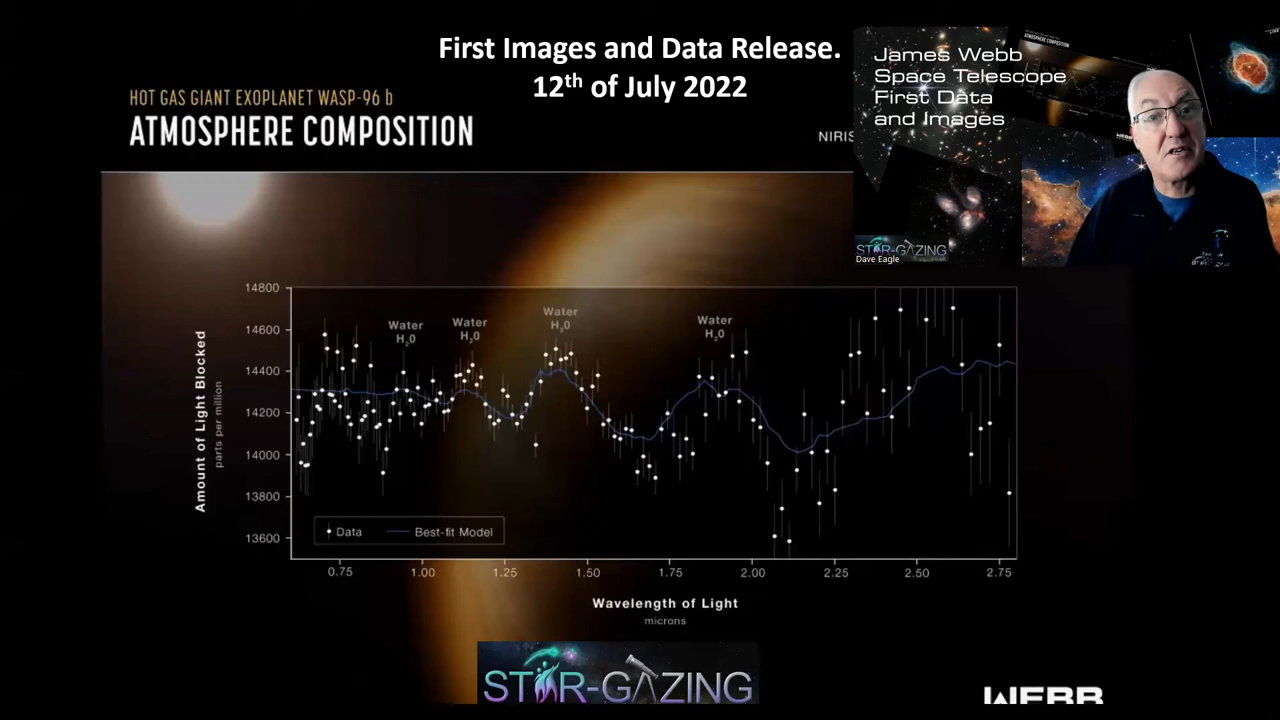 First Images and Data Release.
12th of July 2022
HOT GAS GIANT EXOPLANET WASP-96 b
ATMOSPHERE COMPOSITION
NIRIS
James Webb
Space Telescope
First Data
and Images
STAR-GAZING
Dave Eagle
14800
14600
14400
14200
14000
13800
13600
Amount of Light Blocked
parts per million
Water
H₂O
Water
H₂O
Water
H₂O
Water
H₂O
Data
Best-fit Model
0.75 1.00 1.25 1.50 1.75 2.00 2.25 2.50 2.75
Wavelength of Light
microns
STAR-GAZING
WEBB